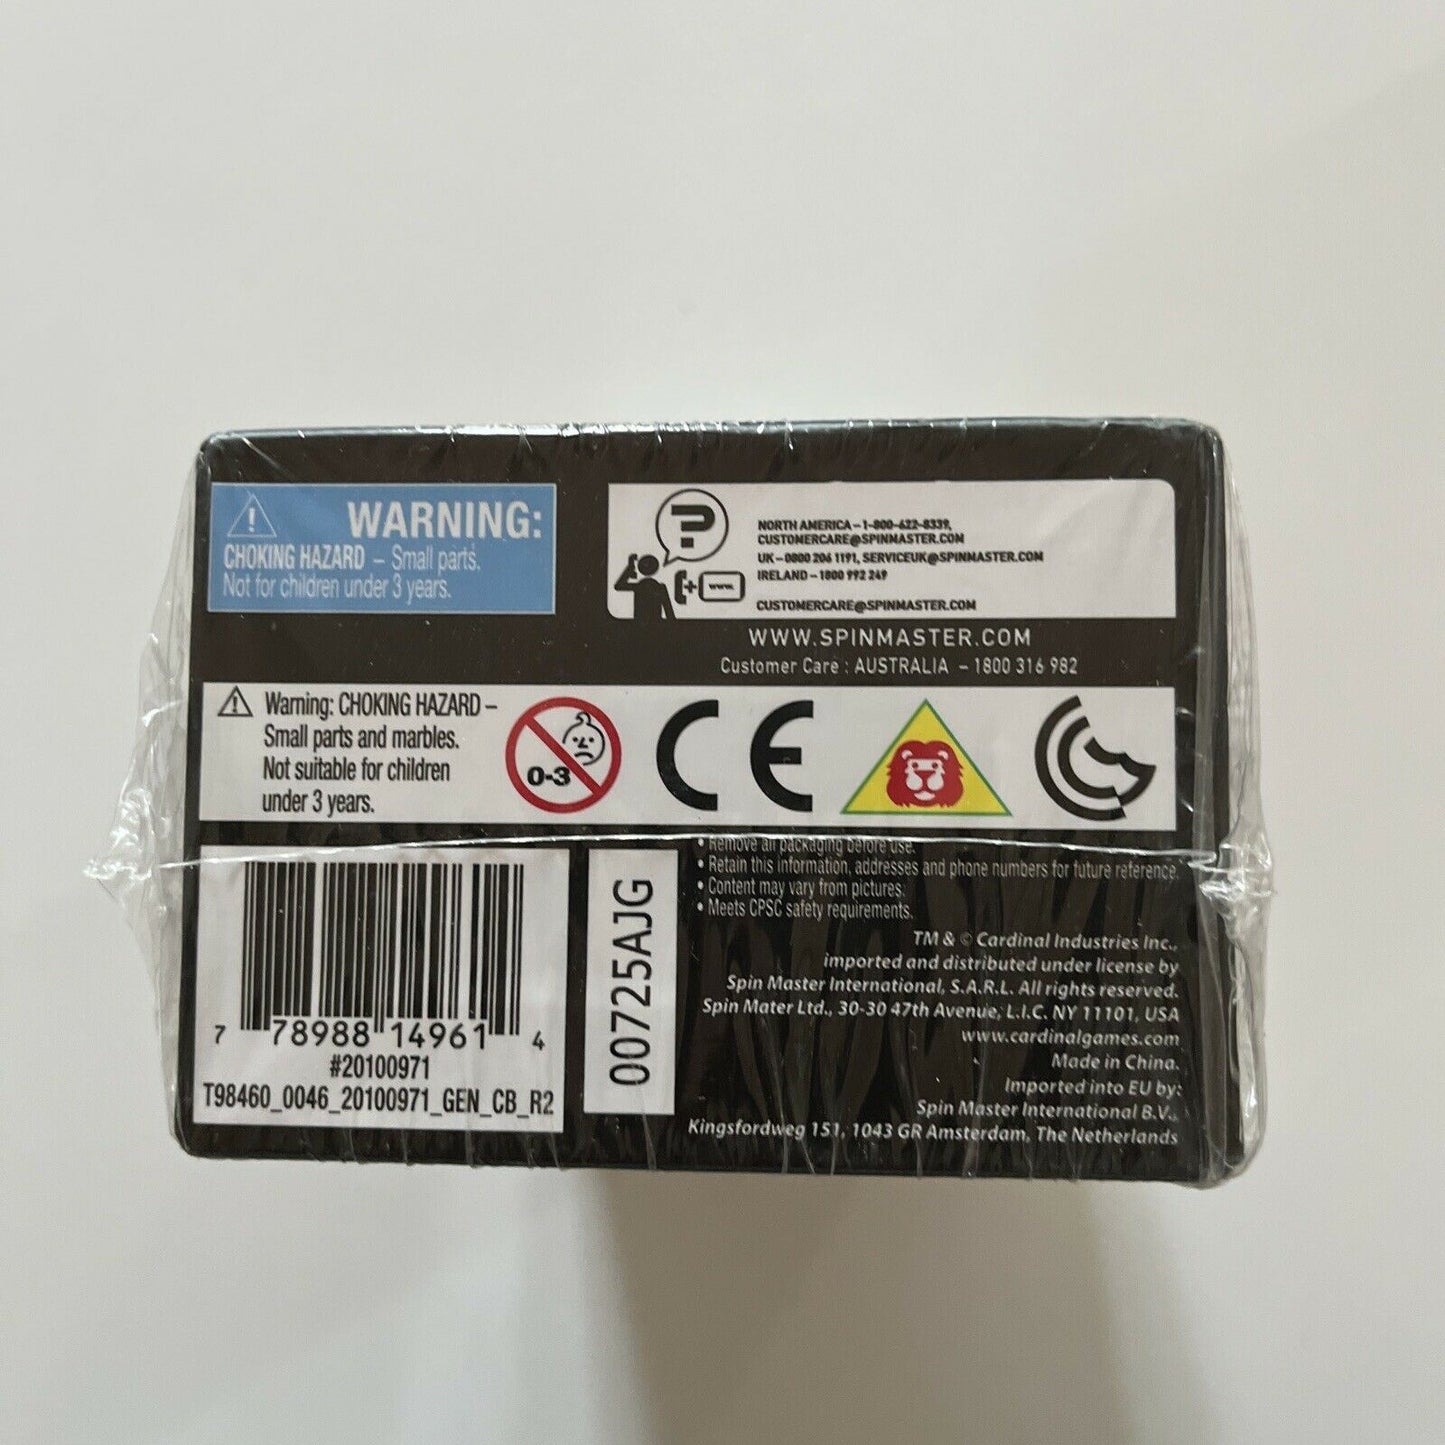 WARNING:
CHOKING HAZARD – Small parts.
Not for children under 3 years.
?
www.
NORTH AMERICA – 1-800-622-8339,
CUSTOMERCARE@SPINMASTER.COM
UK – 0800 206 1191, SERVICEUK@SPINMASTER.COM
IRELAND – 1800 992 249
CUSTOMERCARE@SPINMASTER.COM
WWW.SPINMASTER.COM
Customer Care : AUSTRALIA – 1800 316 982
Warning: CHOKING HAZARD –
Small parts and marbles.
Not suitable for children
under 3 years.
0-3
CE
7 78988 14961 4
#20100971
T98460_0046_20100971_GEN_CB_R2
00725AJG
• Remove all packaging before use.
• Retain this information, addresses and phone numbers for future reference.
• Content may vary from pictures.
• Meets CPSC safety requirements.
TM & © Cardinal Industries Inc.,
imported and distributed under license by
Spin Master International, S.A.R.L. All rights reserved.
Spin Mater Ltd., 30-30 47th Avenue, L.I.C. NY 11101, USA
www.cardinalgames.com
Made in China.
Imported into EU by:
Spin Master International B.V.,
Kingsfordweg 151, 1043 GR Amsterdam, The Netherlands